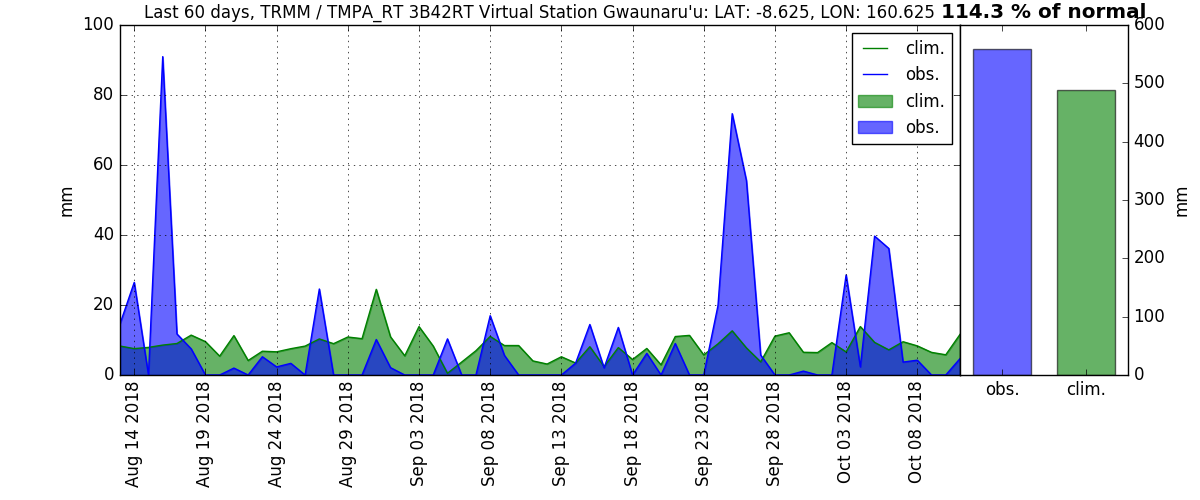 Last 60 days, TRMM / TMPA_RT 3B42RT Virtual Station Gwaunaru'u: LAT: -8.625, LON: 160.625 114.3 % of normal
100
80
60
40
20
0
mm
clim.
obs.
clim.
obs.
Aug 14 2018
Aug 19 2018
Aug 24 2018
Aug 29 2018
Sep 03 2018
Sep 08 2018
Sep 13 2018
Sep 18 2018
Sep 23 2018
Sep 28 2018
Oct 03 2018
Oct 08 2018
600
500
400
300
200
100
0
mm
obs.
clim.